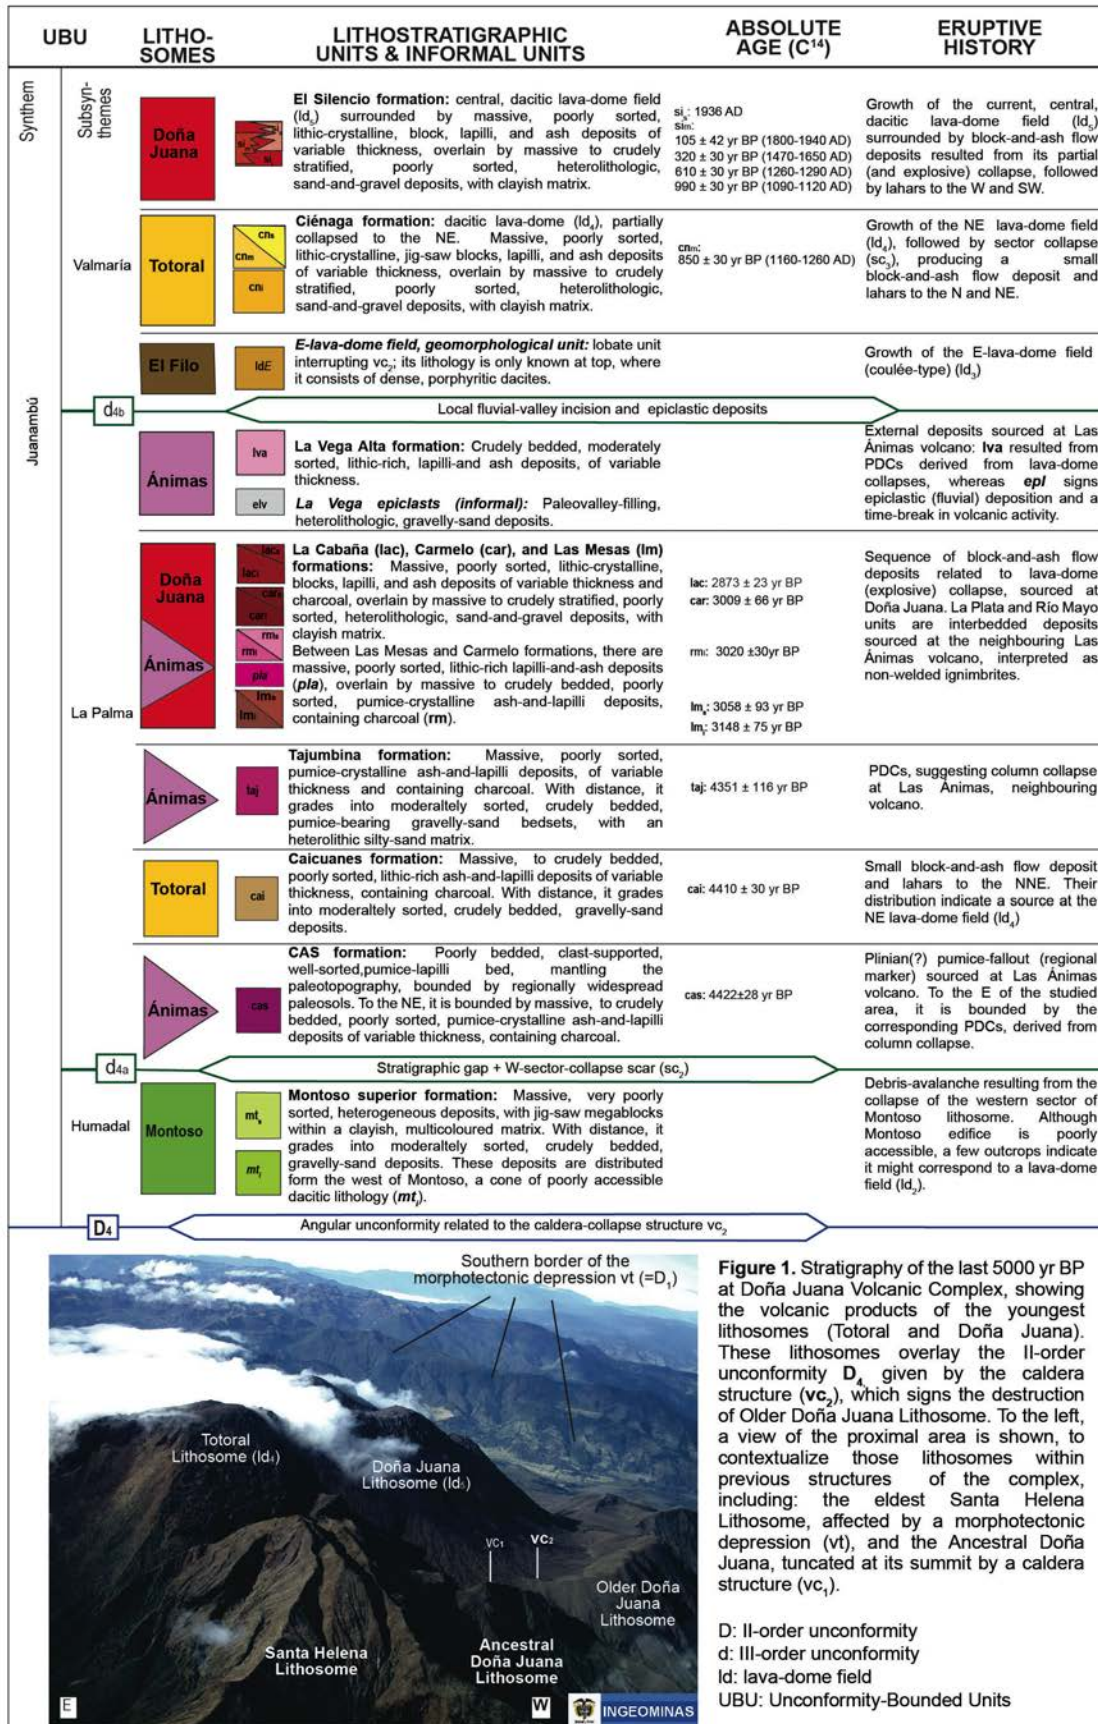 UBU
LITHO-
SOMES
LITHOSTRATIGRAPHIC
UNITS & INFORMAL UNITS
ABSOLUTE
AGE (C14)
ERUPTIVE
HISTORY
Synthem
Subsyn-
themes
Juanambú
Valmaría
Doña
Juana
si
si
El Silencio formation: central, dacitic lava-dome field
(ld5) surrounded by massive, poorly sorted,
lithic-crystalline, block, lapilli, and ash deposits of
variable thickness, overlain by massive to crudely
stratified, poorly sorted, heterolithologic,
sand-and-gravel deposits, with clayish matrix.
sis: 1936 AD
sim:
105 ± 42 yr BP (1800-1940 AD)
320 ± 30 yr BP (1470-1650 AD)
610 ± 30 yr BP (1260-1290 AD)
990 ± 30 yr BP (1090-1120 AD)
Growth of the current, central,
dacitic lava-dome field (ld5)
surrounded by block-and-ash flow
deposits resulted from its partial
(and explosive) collapse, followed
by lahars to the W and SW.
Totoral
cns
cnm
cni
Ciénaga formation: dacitic lava-dome (ld4), partially
collapsed to the NE. Massive, poorly sorted,
lithic-crystalline, jig-saw blocks, lapilli, and ash deposits
of variable thickness, overlain by massive to crudely
stratified, poorly sorted, heterolithologic,
sand-and-gravel deposits, with clayish matrix.
cnm:
850 ± 30 yr BP (1160-1260 AD)
Growth of the NE lava-dome field
(ld4), followed by sector collapse
(sc3), producing a small
block-and-ash flow deposit and
lahars to the N and NE.
El Filo
ldE
E-lava-dome field, geomorphological unit: lobate unit
interrupting vc2; its lithology is only known at top, where
it consists of dense, porphyritic dacites.
Growth of the E-lava-dome field
(coulée-type) (ld3)
d4b
Local fluvial-valley incision and epiclastic deposits
La Palma
Ánimas
lva
elv
La Vega Alta formation: Crudely bedded, moderately
sorted, lithic-rich, lapilli-and ash deposits, of variable
thickness.
La Vega epiclasts (informal): Paleovalley-filling,
heterolithologic, gravelly-sand deposits.
External deposits sourced at Las
Ánimas volcano: lva resulted from
PDCs derived from lava-dome
collapses, whereas epl signs
epiclastic (fluvial) deposition and a
time-break in volcanic activity.
Doña
Juana
Ánimas
lacs
laci
cars
cari
rms
rmi
pla
lms
lmi
La Cabaña (lac), Carmelo (car), and Las Mesas (lm)
formations: Massive, poorly sorted, lithic-crystalline,
blocks, lapilli, and ash deposits of variable thickness and
charcoal, overlain by massive to crudely stratified, poorly
sorted, heterolithologic, sand-and-gravel deposits, with
clayish matrix.
Between Las Mesas and Carmelo formations, there are
massive, poorly sorted, lithic-rich lapilli-and-ash deposits
(pla), overlain by massive to crudely bedded, poorly
sorted, pumice-crystalline ash-and-lapilli deposits,
containing charcoal (rm).
lac: 2873 ± 23 yr BP
car: 3009 ± 66 yr BP
rmi: 3020 ±30yr BP
lms: 3058 ± 93 yr BP
lmi: 3148 ± 75 yr BP
Sequence of block-and-ash flow
deposits related to lava-dome
(explosive) collapse, sourced at
Doña Juana. La Plata and Río Mayo
units are interbedded deposits
sourced at the neighbouring Las
Ánimas volcano, interpreted as
non-welded ignimbrites.
Ánimas
taj
Tajumbina formation: Massive, poorly sorted,
pumice-crystalline ash-and-lapilli deposits, of variable
thickness and containing charcoal. With distance, it
grades into moderaltely sorted, crudely bedded,
pumice-bearing gravelly-sand bedsets, with an
heterolithic silty-sand matrix.
taj: 4351 ± 116 yr BP
PDCs, suggesting column collapse
at Las Ánimas, neighbouring
volcano.
Totoral
cai
Caicuanes formation: Massive, to crudely bedded,
poorly sorted, lithic-rich ash-and-lapilli deposits of variable
thickness, containing charcoal. With distance, it grades
into moderaltely sorted, crudely bedded, gravelly-sand
deposits.
cai: 4410 ± 30 yr BP
Small block-and-ash flow deposit
and lahars to the NNE. Their
distribution indicate a source at the
NE lava-dome field (ld4)
Ánimas
cas
CAS formation: Poorly bedded, clast-supported,
well-sorted,pumice-lapilli bed, mantling the
paleotopography, bounded by regionally widespread
paleosols. To the NE, it is bounded by massive, to crudely
bedded, poorly sorted, pumice-crystalline ash-and-lapilli
deposits of variable thickness, containing charcoal.
cas: 4422±28 yr BP
Plinian(?) pumice-fallout (regional
marker) sourced at Las Ánimas
volcano. To the E of the studied
area, it is bounded by the
corresponding PDCs, derived from
column collapse.
d4a
Stratigraphic gap + W-sector-collapse scar (sc2)
Humadal
Montoso
mts
mti
Montoso superior formation: Massive, very poorly
sorted, heterogeneous deposits, with jig-saw megablocks
within a clayish, multicoloured matrix. With distance, it
grades into moderaltely sorted, crudely bedded,
gravelly-sand deposits. These deposits are distributed
form the west of Montoso, a cone of poorly accessible
dacitic lithology (mti).
Debris-avalanche resulting from the
collapse of the western sector of
Montoso lithosome. Although
Montoso edifice is poorly
accessible, a few outcrops indicate
it might correspond to a lava-dome
field (ld2).
D4
Angular unconformity related to the caldera-collapse structure vc2
Southern border of the
morphotectonic depression vt (=D1)
Totoral
Lithosome (ld4)
Doña Juana
Lithosome (ld5)
vc1
vc2
Older Doña
Juana
Lithosome
Santa Helena
Lithosome
Ancestral
Doña Juana
Lithosome
E
W
INGEOMINAS
Figure 1. Stratigraphy of the last 5000 yr BP
at Doña Juana Volcanic Complex, showing
the volcanic products of the youngest
lithosomes (Totoral and Doña Juana).
These lithosomes overlay the II-order
unconformity D4, given by the caldera
structure (vc2), which signs the destruction
of Older Doña Juana Lithosome. To the left,
a view of the proximal area is shown, to
contextualize those lithosomes within
previous structures of the complex,
including: the eldest Santa Helena
Lithosome, affected by a morphotectonic
depression (vt), and the Ancestral Doña
Juana, tuncated at its summit by a caldera
structure (vc1).
D: II-order unconformity
d: III-order unconformity
ld: lava-dome field
UBU: Unconformity-Bounded Units